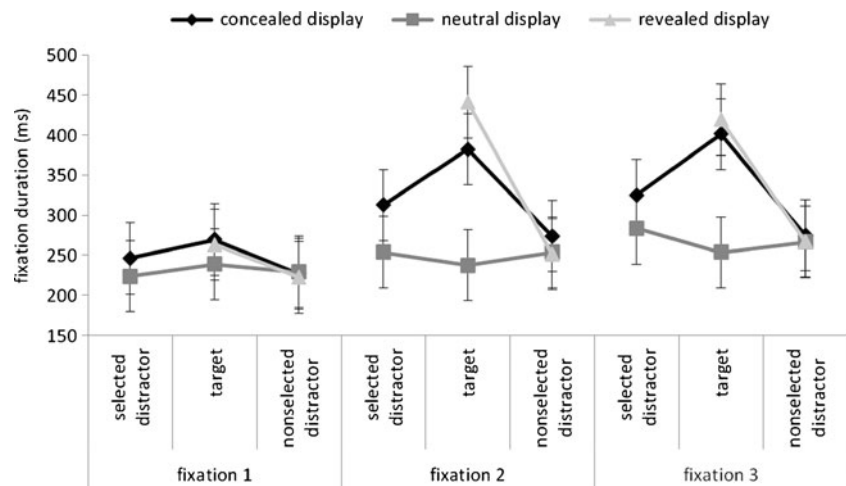 concealed display neutral display revealed display
fixation duration (ms)
500
450
400
350
300
250
200
150
selected
distractor
target
nonselected
distractor
selected
distractor
target
nonselected
distractor
selected
distractor
target
nonselected
distractor
fixation 1 fixation 2 fixation 3